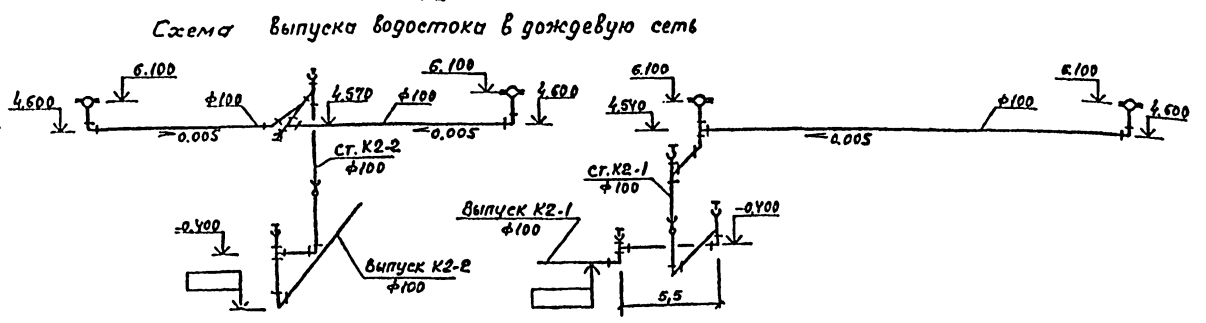 Схема выпуска водостока в дождевую сеть
6.100
4.600
ф100
0.005
4.570
ф100
6.100
4.600
0.005
ст. К2-2
ф100
-0.400
Выпуск К2-2
ф100
6.100
4.540
ф100
0.005
6.100
4.600
ст. К2-1
ф100
Выпуск К2-1
ф100
-0.400
5,5